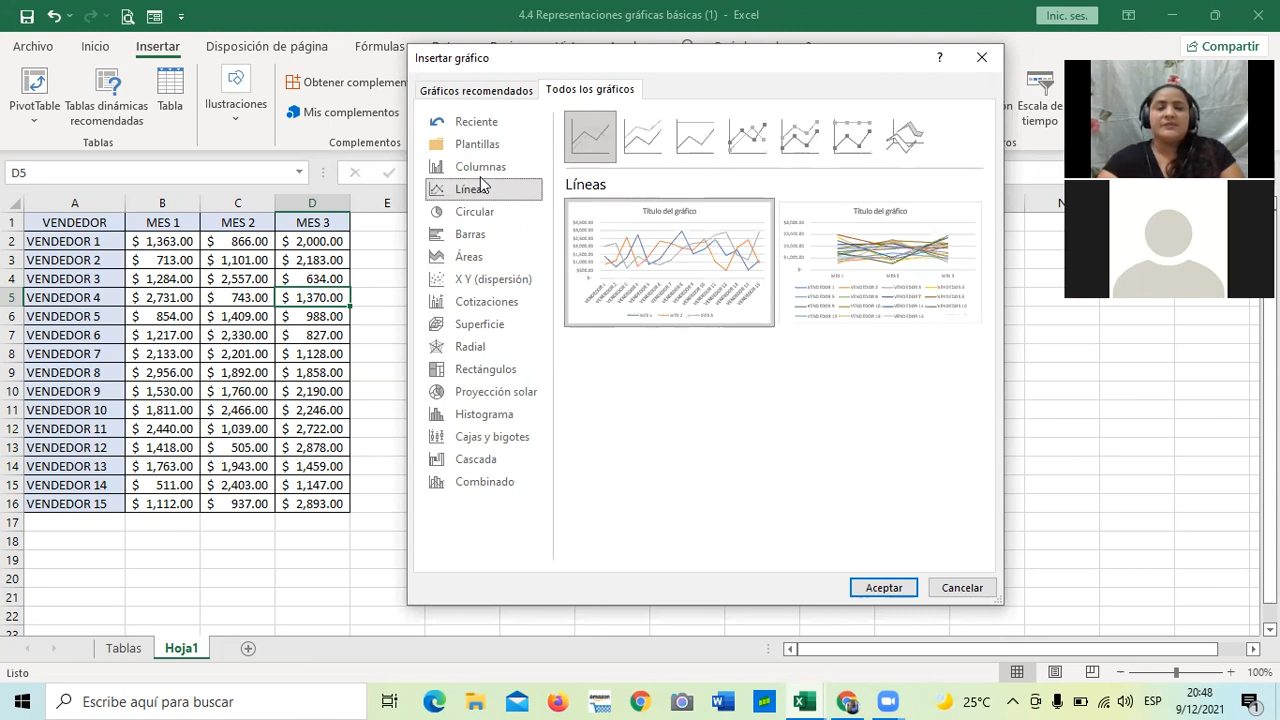 4.4 Representaciones gráficas básicas (1) - Excel
Inic. ses.
Archivo Inicio Insertar Disposición de página Fórmulas
Compartir
PivotTable
Tablas dinámicas recomendadas
Tabla
Ilustraciones
Obtener complemen
Mis complementos
Escala de tiempo
Tablas
Complementos
D5
Insertar gráfico
?
Gráficos recomendados
Todos los gráficos
Reciente
Plantillas
Columnas
Líneas
Circular
Barras
Áreas
X Y (dispersión)
Cotizaciones
Superficie
Radial
Rectángulos
Proyección solar
Histograma
Cajas y bigotes
Cascada
Combinado
Líneas
Título del gráfico
Título del gráfico
Aceptar
Cancelar
A B C D E
1 VENDEDOR MES 1 MES 2 MES 3
2 VENDEDOR 1 $ 1,363.00 $ 866.00 $ 2,000.00
3 VENDEDOR 2 $ 713.00 $ 1,101.00 $ 2,183.00
4 VENDEDOR 3 $ 1,284.00 $ 2,557.00 $ 634.00
5 VENDEDOR 4 $ 2,731.00 $ 743.00 $ 1,370.00
6 VENDEDOR 5 $ 988.00
7 VENDEDOR 6 $ 1,217.00 $ 2,330.00 $ 827.00
8 VENDEDOR 7 $ 2,133.00 $ 2,201.00 $ 1,128.00
9 VENDEDOR 8 $ 2,956.00 $ 1,892.00 $ 1,858.00
10 VENDEDOR 9 $ 1,530.00 $ 1,760.00 $ 2,190.00
11 VENDEDOR 10 $ 1,811.00 $ 2,466.00 $ 2,246.00
12 VENDEDOR 11 $ 2,440.00 $ 1,039.00 $ 2,722.00
13 VENDEDOR 12 $ 1,418.00 $ 505.00 $ 2,878.00
14 VENDEDOR 13 $ 1,763.00 $ 1,943.00 $ 1,459.00
15 VENDEDOR 14 $ 511.00 $ 2,403.00 $ 1,147.00
16 VENDEDOR 15 $ 1,112.00 $ 937.00 $ 2,893.00
17
18
19
20
21
22
23
Tablas Hoja1
Listo
100%
Escribe aquí para buscar
25°C
ESP
20:48
9/12/2021